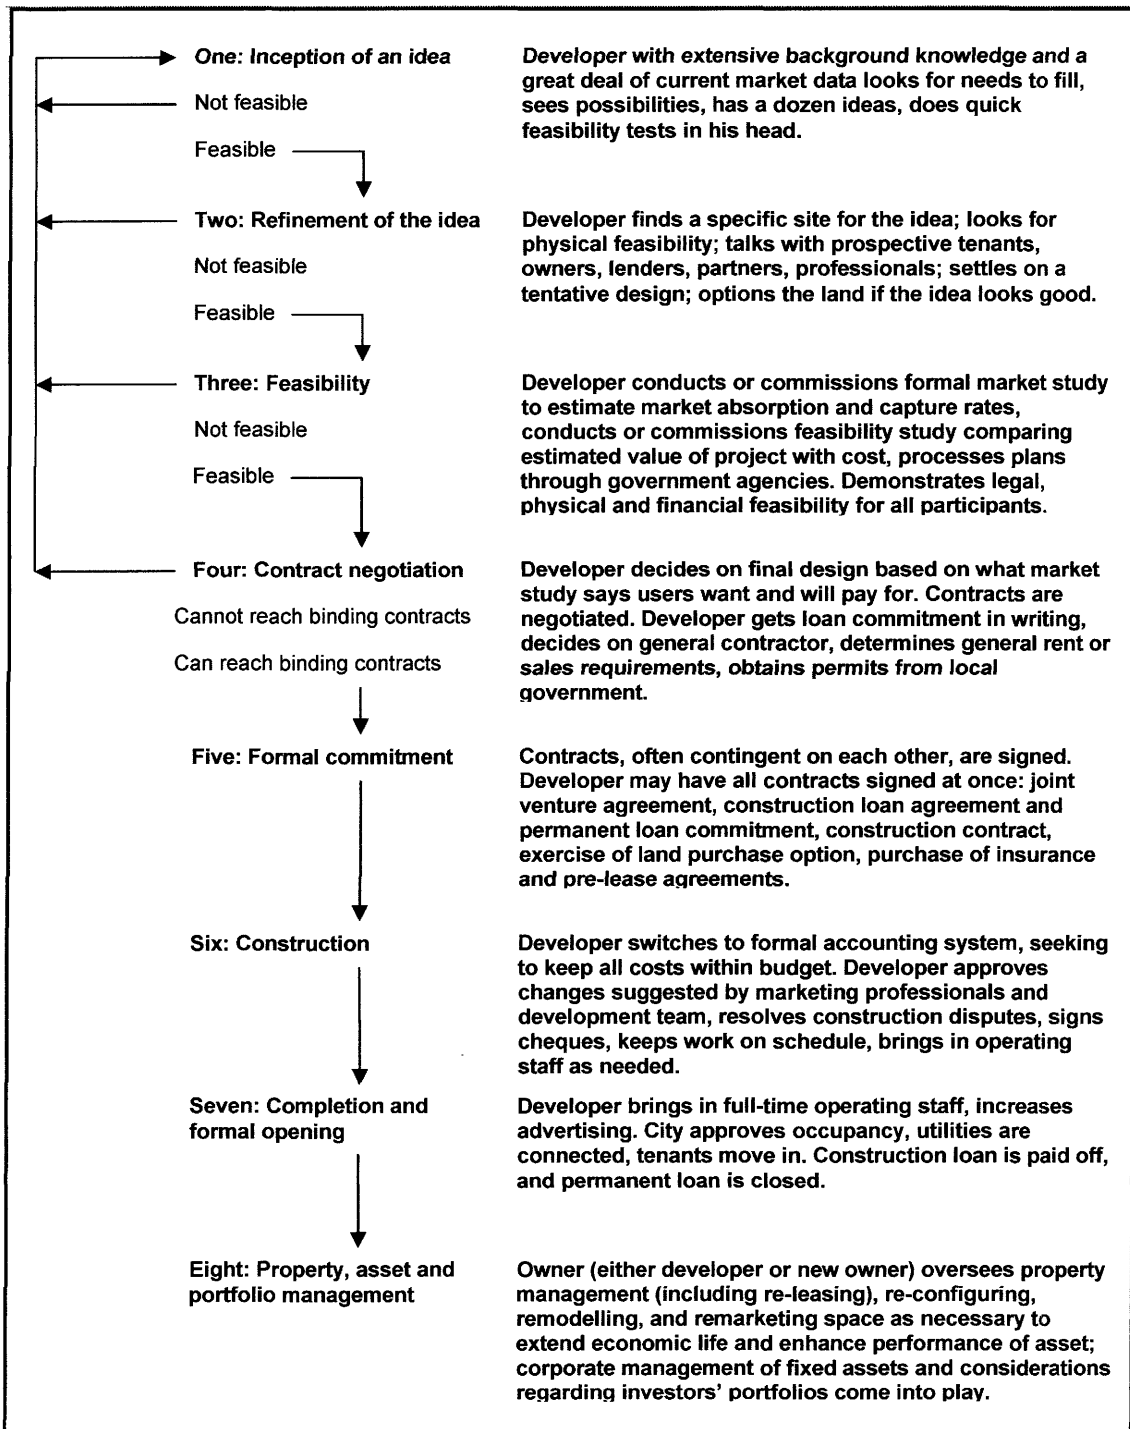 One: Inception of an idea
Not feasible
Feasible
Developer with extensive background knowledge and a
great deal of current market data looks for needs to fill,
sees possibilities, has a dozen ideas, does quick
feasibility tests in his head.
Two: Refinement of the idea
Not feasible
Feasible
Developer finds a specific site for the idea; looks for
physical feasibility; talks with prospective tenants,
owners, lenders, partners, professionals; settles on a
tentative design; options the land if the idea looks good.
Three: Feasibility
Not feasible
Feasible
Developer conducts or commissions formal market study
to estimate market absorption and capture rates,
conducts or commissions feasibility study comparing
estimated value of project with cost, processes plans
through government agencies. Demonstrates legal,
physical and financial feasibility for all participants.
Four: Contract negotiation
Cannot reach binding contracts
Can reach binding contracts
Developer decides on final design based on what market
study says users want and will pay for. Contracts are
negotiated. Developer gets loan commitment in writing,
decides on general contractor, determines general rent or
sales requirements, obtains permits from local
government.
Five: Formal commitment
Contracts, often contingent on each other, are signed.
Developer may have all contracts signed at once: joint
venture agreement, construction loan agreement and
permanent loan commitment, construction contract,
exercise of land purchase option, purchase of insurance
and pre-lease agreements.
Six: Construction
Developer switches to formal accounting system, seeking
to keep all costs within budget. Developer approves
changes suggested by marketing professionals and
development team, resolves construction disputes, signs
cheques, keeps work on schedule, brings in operating
staff as needed.
Seven: Completion and
formal opening
Developer brings in full-time operating staff, increases
advertising. City approves occupancy, utilities are
connected, tenants move in. Construction loan is paid off,
and permanent loan is closed.
Eight: Property, asset and
portfolio management
Owner (either developer or new owner) oversees property
management (including re-leasing), re-configuring,
remodelling, and remarketing space as necessary to
extend economic life and enhance performance of asset;
corporate management of fixed assets and considerations
regarding investors' portfolios come into play.